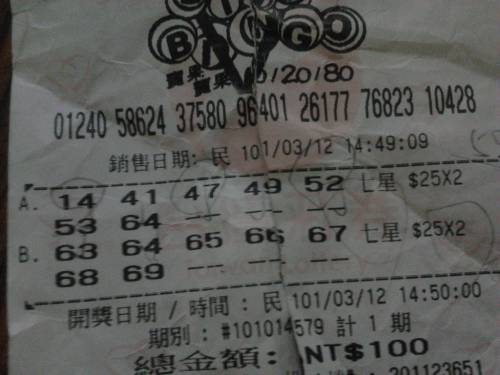 BINGO
賓果
賓果 /20/80
01240 58624 37580 96401 26177 76823 10428
銷售日期: 民 101/03/12 14:49:09
A. 14 41 47 49 52 七星 $25X2
53 64 -- -- --
B. 63 64 65 66 67 七星 $25X2
68 69 -- -- --
開獎日期 / 時間 : 民 101/03/12 14:50:00
期別 : #101014579 計 1 期
總金額: NT$100
201123651